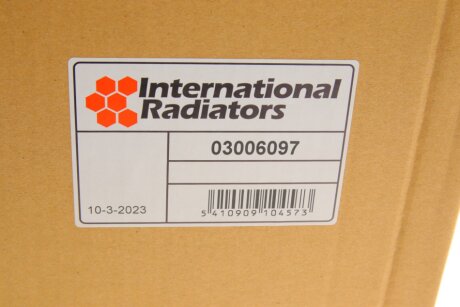 International
Radiators
03006097
10-3-2023
5 410909 104573